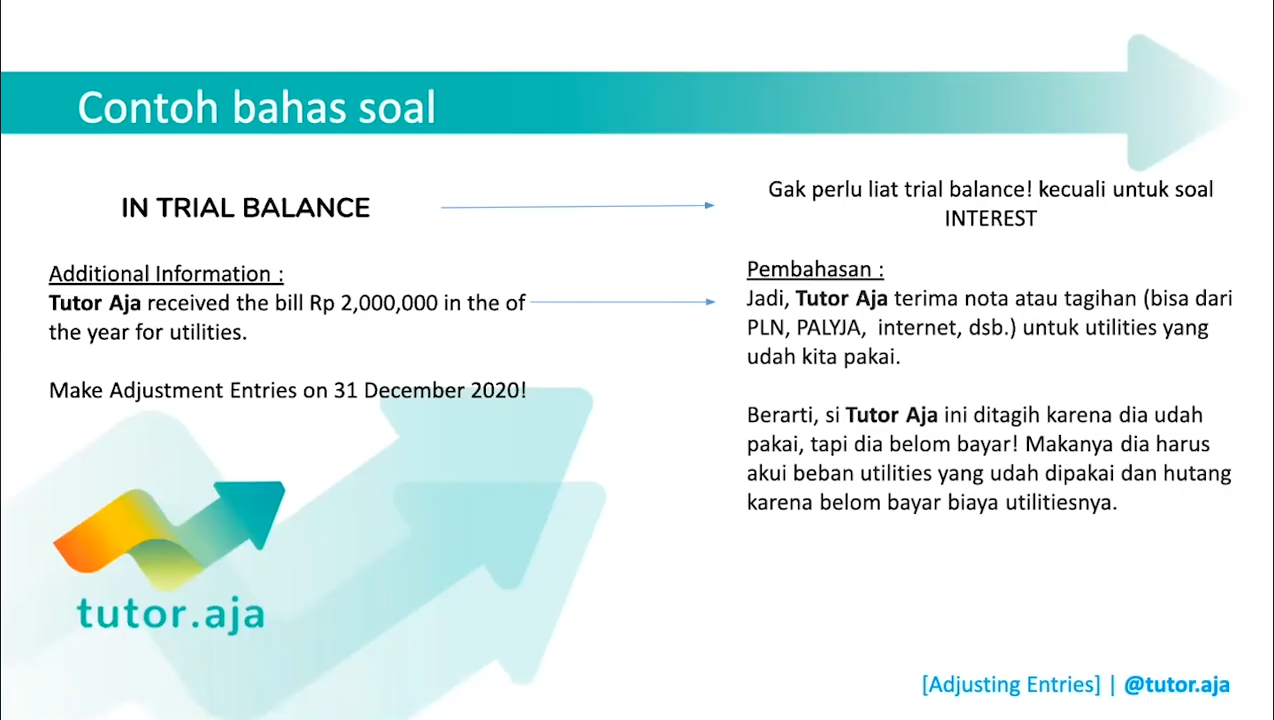 Contoh bahas soal
IN TRIAL BALANCE
Gak perlu liat trial balance! kecuali untuk soal
INTEREST
Additional Information :
Tutor Aja received the bill Rp 2,000,000 in the of
the year for utilities.
Make Adjustment Entries on 31 December 2020!
Pembahasan :
Jadi, Tutor Aja terima nota atau tagihan (bisa dari
PLN, PALYJA, internet, dsb.) untuk utilities yang
udah kita pakai.
Berarti, si Tutor Aja ini ditagih karena dia udah
pakai, tapi dia belom bayar! Makanya dia harus
akui beban utilities yang udah dipakai dan hutang
karena belom bayar biaya utilitiesnya.
tutor.aja
[Adjusting Entries] | @tutor.aja